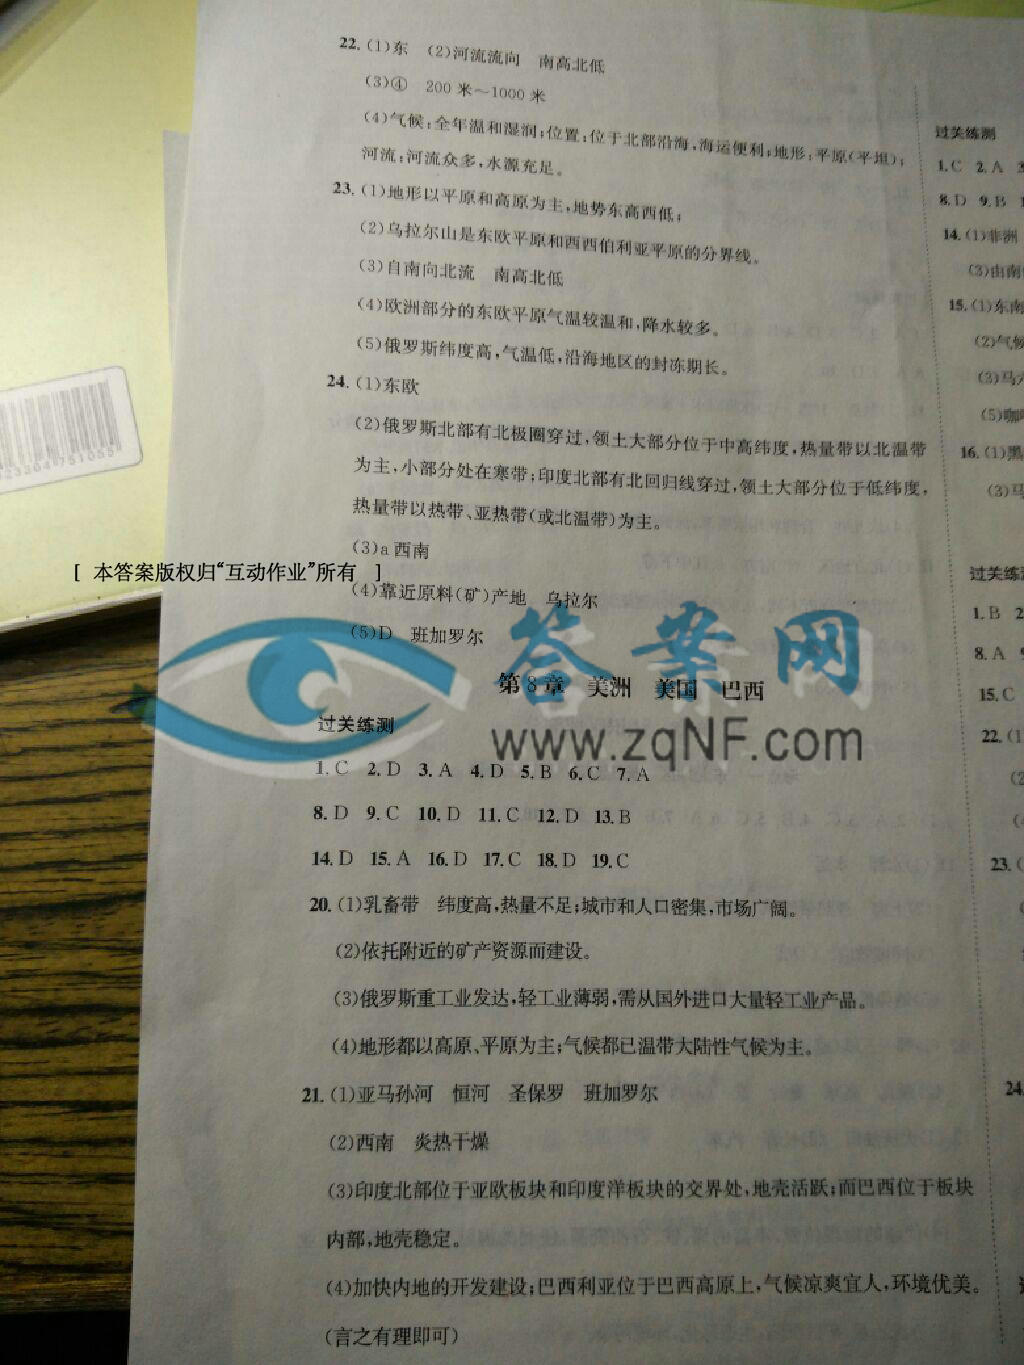 22. (1)东 (2)河流流向 南高北低
(3)④ 200米～1000米
(4)气候:全年温和湿润;位置:位于北部沿海,海运便利;地形:平原(平坦);
河流:河流众多,水源充足。
23. (1)地形以平原和高原为主,地势东高西低;
(2)乌拉尔山是东欧平原和西西伯利亚平原的分界线。
(3)自南向北流 南高北低
(4)欧洲部分的东欧平原气温较温和,降水较多。
(5)俄罗斯纬度高,气温低,沿海地区的封冻期长。
24. (1)东欧
(2)俄罗斯北部有北极圈穿过,领土大部分位于中高纬度,热量带以北温带
为主,小部分处在寒带;印度北部有北回归线穿过,领土大部分位于低纬度,
热量带以热带、亚热带(或北温带)为主。
(3)a 西南
[ 本答案版权归“互动作业”所有 ]
(4)靠近原料(矿)产地 乌拉尔
(5)D 班加罗尔
答案网
www.zqNF.com
第8章 美洲 美国 巴西
过关练测
1. C 2. D 3. A 4. D 5. B 6. C 7. A
8. D 9. C 10. D 11. C 12. D 13. B
14. D 15. A 16. D 17. C 18. D 19. C
20. (1)乳畜带 纬度高,热量不足;城市和人口密集,市场广阔。
(2)依托附近的矿产资源而建设。
(3)俄罗斯重工业发达,轻工业薄弱,需从国外进口大量轻工业产品。
(4)地形都以高原、平原为主;气候都已温带大陆性气候为主。
21. (1)亚马孙河 恒河 圣保罗 班加罗尔
(2)西南 炎热干燥
(3)印度北部位于亚欧板块和印度洋板块的交界处,地壳活跃;而巴西位于板块
内部,地壳稳定。
(4)加快内地的开发建设;巴西利亚位于巴西高原上,气候凉爽宜人,环境优美。
(言之有理即可)
过关练测
1. C 2. A
8. D 9. B
14. (1)非洲
(3)由南
15. (1)东南
(2)气候
(3)马
(5)咖
16. (1)黑
(3)马
过关练
1. B 2
8. A
15. C
22. (1
(2
(4
23. (
24.